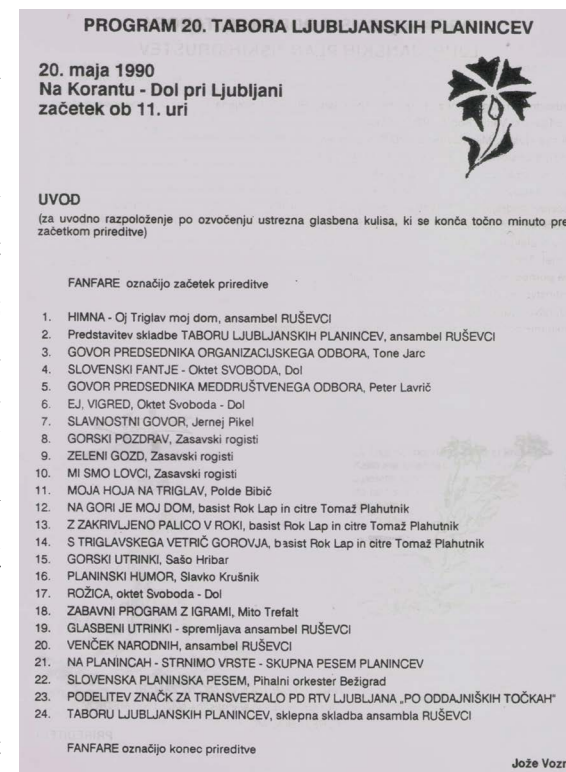 PROGRAM 20. TABORA LJUBLJANSKIH PLANINCEV
20. maja 1990
Na Korantu - Dol pri Ljubljani
začetek ob 11. uri
UVOD
(za uvodno razpoloženje po ozvočenju ustrezna glasbena kulisa, ki se konča točno minuto pre
začetkom prireditve)
FANFARE označijo začetek prireditve
1. HIMNA - Oj Triglav moj dom, ansambel RUŠEVCI
2. Predstavitev skladbe TABORU LJUBLJANSKIH PLANINCEV, ansambel RUŠEVCI
3. GOVOR PREDSEDNIKA ORGANIZACIJSKEGA ODBORA, Tone Jarc
4. SLOVENSKI FANTJE - Oktet SVOBODA, Dol
5. GOVOR PREDSEDNIKA MEDDRUŠTVENEGA ODBORA, Peter Lavrič
6. EJ, VIGRED, Oktet Svoboda - Dol
7. SLAVNOSTNI GOVOR, Jernej Pikel
8. GORSKI POZDRAV, Zasavski rogisti
9. ZELENI GOZD, Zasavski rogisti
10. MI SMO LOVCI, Zasavski rogisti
11. MOJA HOJA NA TRIGLAV, Polde Bibič
12. NA GORI JE MOJ DOM, basist Rok Lap in citre Tomaž Plahutnik
13. Z ZAKRIVLJENO PALICO V ROKI, basist Rok Lap in citre Tomaž Plahutnik
14. S TRIGLAVSKEGA VETRIČ GOROVJA, basist Rok Lap in citre Tomaž Plahutnik
15. GORSKI UTRINKI, Sašo Hribar
16. PLANINSKI HUMOR, Slavko Krušnik
17. ROŽICA, oktet Svoboda - Dol
18. ZABAVNI PROGRAM Z IGRAMI, Mito Trefalt
19. GLASBENI UTRINKI - spremljava ansambel RUŠEVCI
20. VENČEK NARODNIH, ansambel RUŠEVCI
21. NA PLANINCAH - STRNIMO VRSTE - SKUPNA PESEM PLANINCEV
22. SLOVENSKA PLANINSKA PESEM, Pihalni orkester Bežigrad
23. PODELITEV ZNAČK ZA TRANSVERZALO PD RTV LJUBLJANA „PO ODDAJNIŠKIH TOČKAH"
24. TABORU LJUBLJANSKIH PLANINCEV, sklepna skladba ansambla RUŠEVCI
FANFARE označijo konec prireditve
Jože Vozr